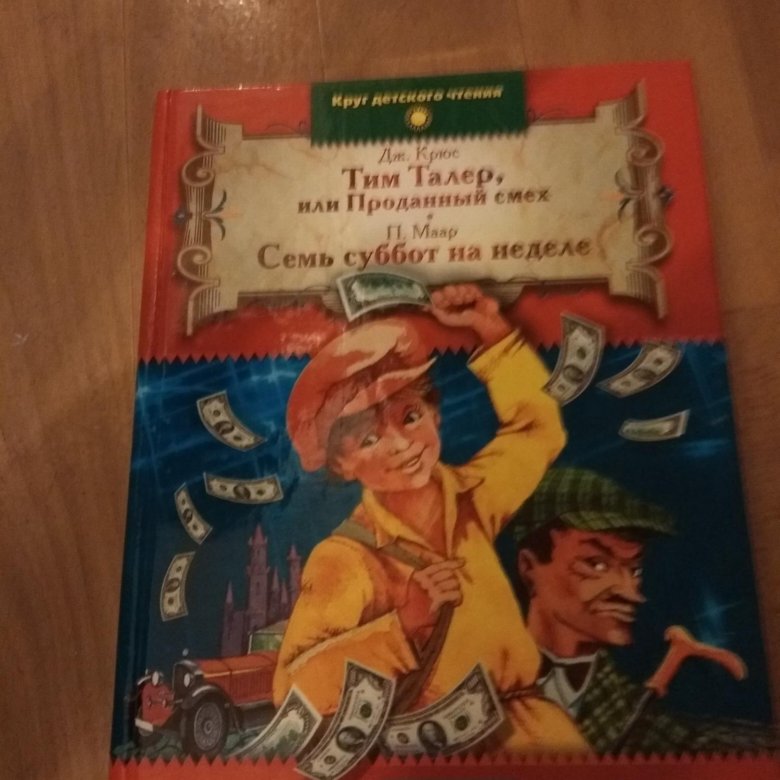 Круг детского чтения
Дж. Крюс
Тим Талер,
или Проданный смех
П. Маар
Семь суббот на неделе